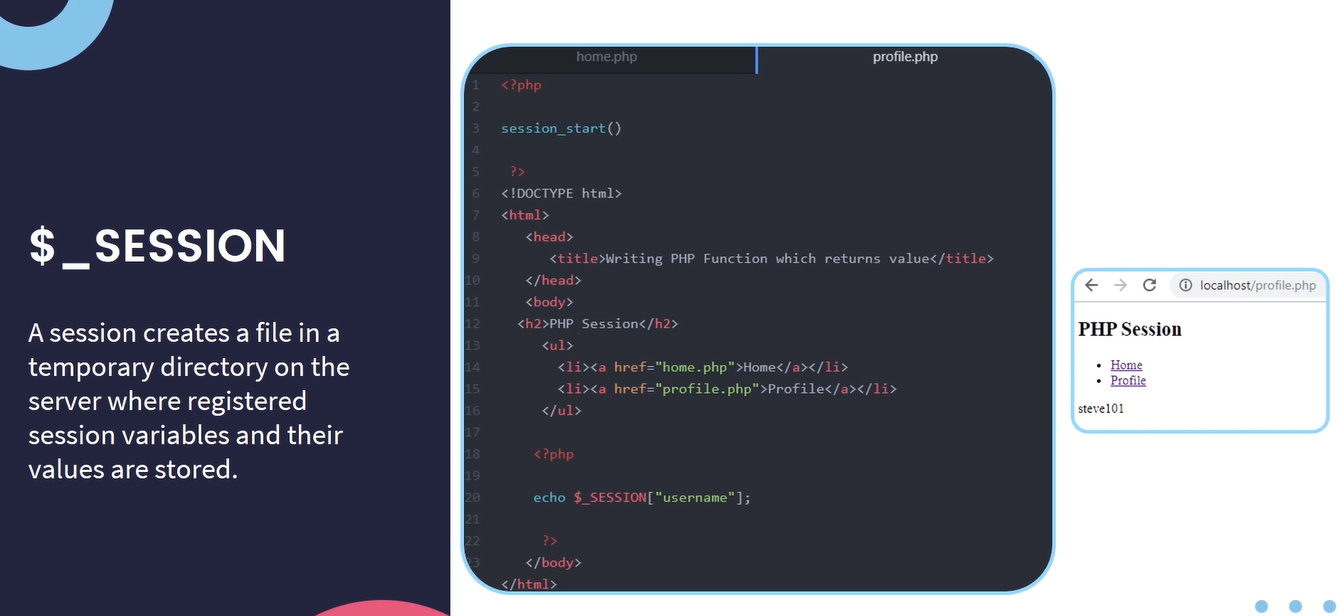 $_SESSION
A session creates a file in a
temporary directory on the
server where registered
session variables and their
values are stored.
home.php
profile.php
1 <?php
2
3 session_start()
4
5 ?>
6 <!DOCTYPE html>
7 <html>
8 <head>
9 <title>Writing PHP Function which returns value</title>
10 </head>
11 <body>
12 <h2>PHP Session</h2>
13 <ul>
14 <li><a href="home.php">Home</a></li>
15 <li><a href="profile.php">Profile</a></li>
16 </ul>
17
18 <?php
19
20 echo $_SESSION["username"];
21
22 ?>
23 </body>
</html>
localhost/profile.php
PHP Session
Home
Profile
steve101